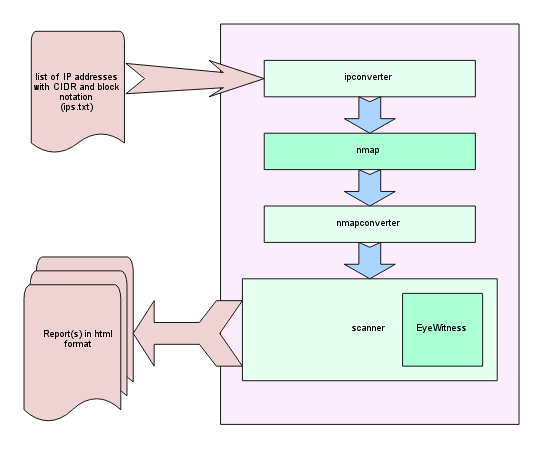 list of IP addresses
with CIDR and block
notation
(ips.txt)
ipconverter
nmap
nmapconverter
scanner
EyeWitness
Report(s) in html
format